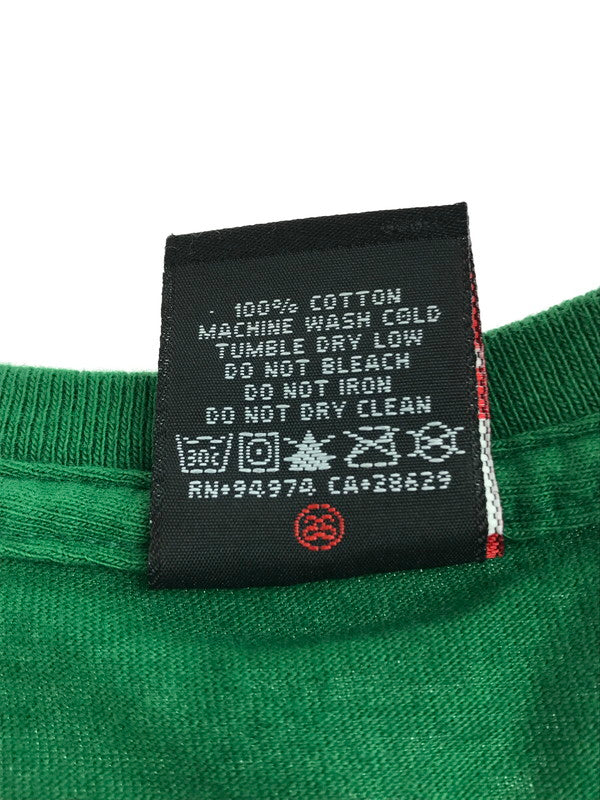 100% COTTON
MACHINE WASH COLD
TUMBLE DRY LOW
DO NOT BLEACH
DO NOT IRON
DO NOT DRY CLEAN
30°
RN#94974 CA#28629